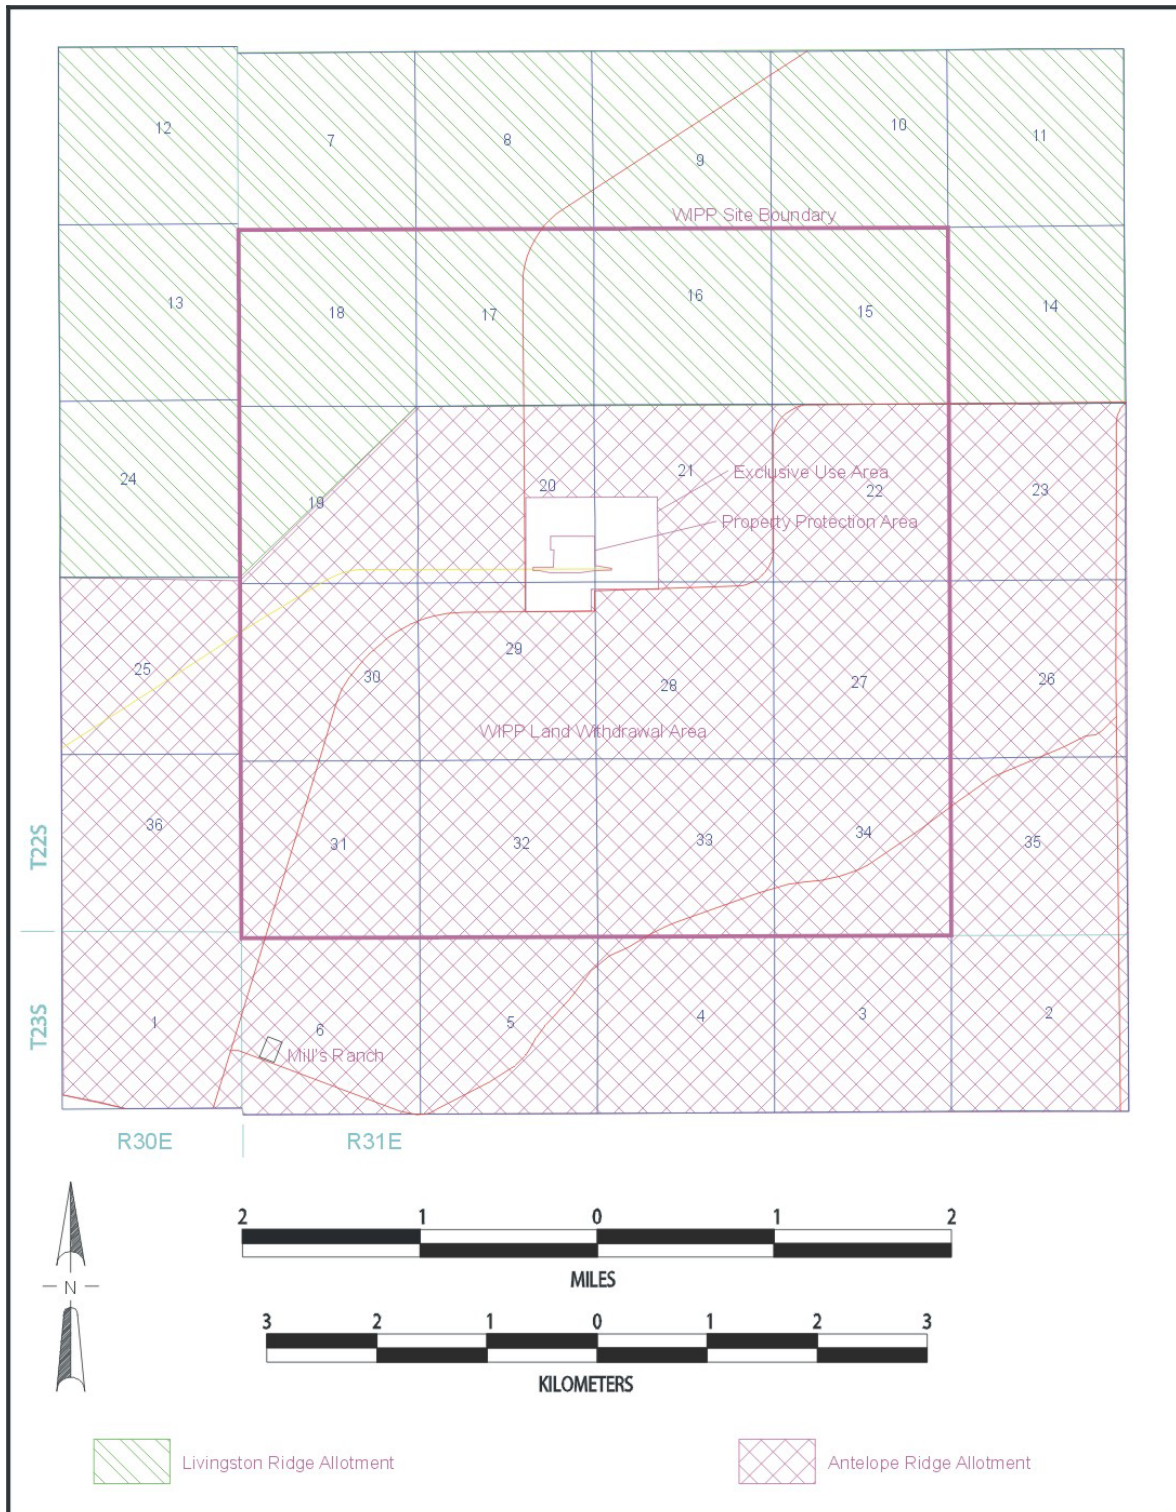 12
7
8
9
10
11
WIPP Site Boundary
13
18
17
16
15
14
24
19
20
21
Exclusive Use Area
22
23
Property Protection Area
25
30
29
28
27
26
WIPP Land Withdrawal Area
36
31
32
33
34
35
T22S
T23S
1
6
5
4
3
2
Mill's Ranch
R30E
R31E
2 1 0 1 2
MILES
N
3 2 1 0 1 2 3
KILOMETERS
Livingston Ridge Allotment
Antelope Ridge Allotment